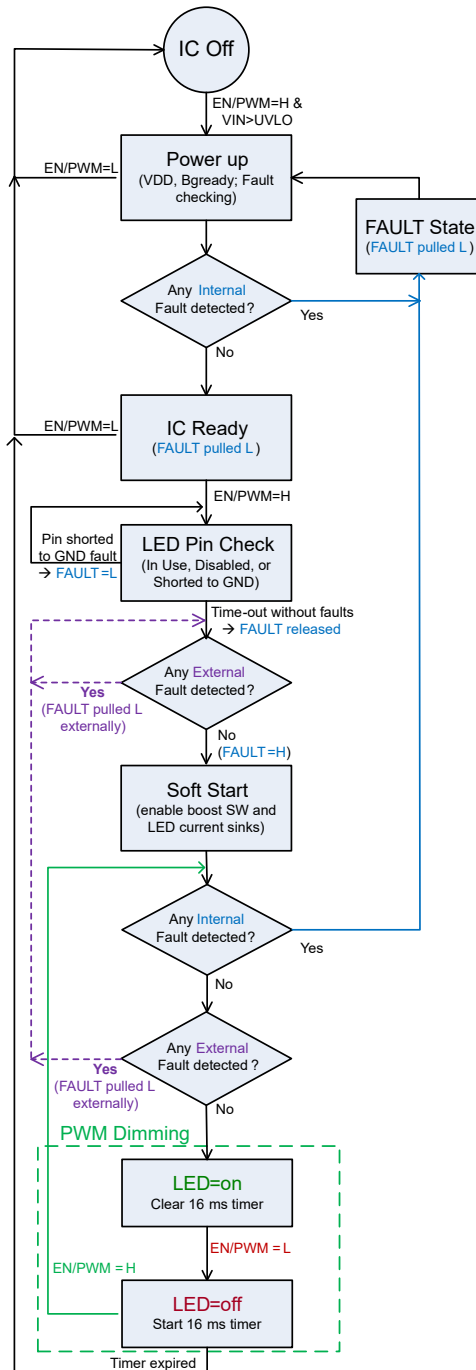 IC Off
EN/PWM=H &
VIN>UVLO
Power up
(VDD, Bgready; Fault
checking)
EN/PWM=L
FAULT State
(FAULT pulled L )
Any Internal
Fault detected?
Yes
No
IC Ready
(FAULT pulled L )
EN/PWM=L
EN/PWM=H
Pin shorted
to GND fault
→ FAULT=L
LED Pin Check
(In Use, Disabled, or
Shorted to GND)
Time-out without faults
→ FAULT released
Any External
Fault detected?
Yes
(FAULT pulled L
externally)
No
(FAULT=H)
Soft Start
(enable boost SW and
LED current sinks)
Any Internal
Fault detected?
Yes
No
Any External
Fault detected ?
Yes
(FAULT pulled L
externally)
No
PWM Dimming
LED=on
Clear 16 ms timer
EN/PWM = L
EN/PWM = H
LED=off
Start 16 ms timer
Timer expired